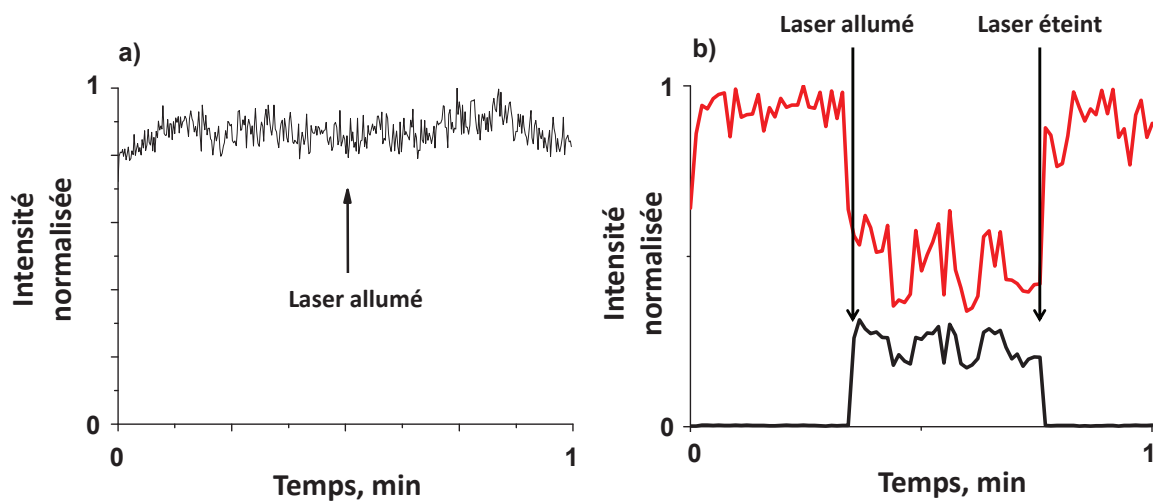 a)
Intensité
normalisée
1
0
Laser allumé
0
1
Temps, min
b)
Laser allumé
Laser éteint
Intensité
normalisée
1
0
0
1
Temps, min